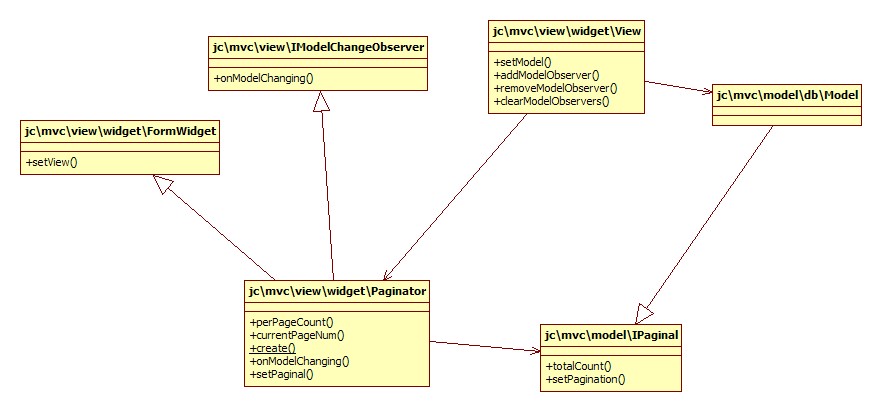 jc\mvc\view\IModelChangeObserver
+onModelChanging()
jc\mvc\view\widget\View
+setModel()
+addModelObserver()
+removeModelObserver()
+clearModelObservers()
jc\mvc\model\db\Model
jc\mvc\view\widget\FormWidget
+setView()
jc\mvc\view\widget\Paginator
+perPageCount()
+currentPageNum()
+create()
+onModelChanging()
+setPaginal()
jc\mvc\model\IPaginal
+totalCount()
+setPagination()